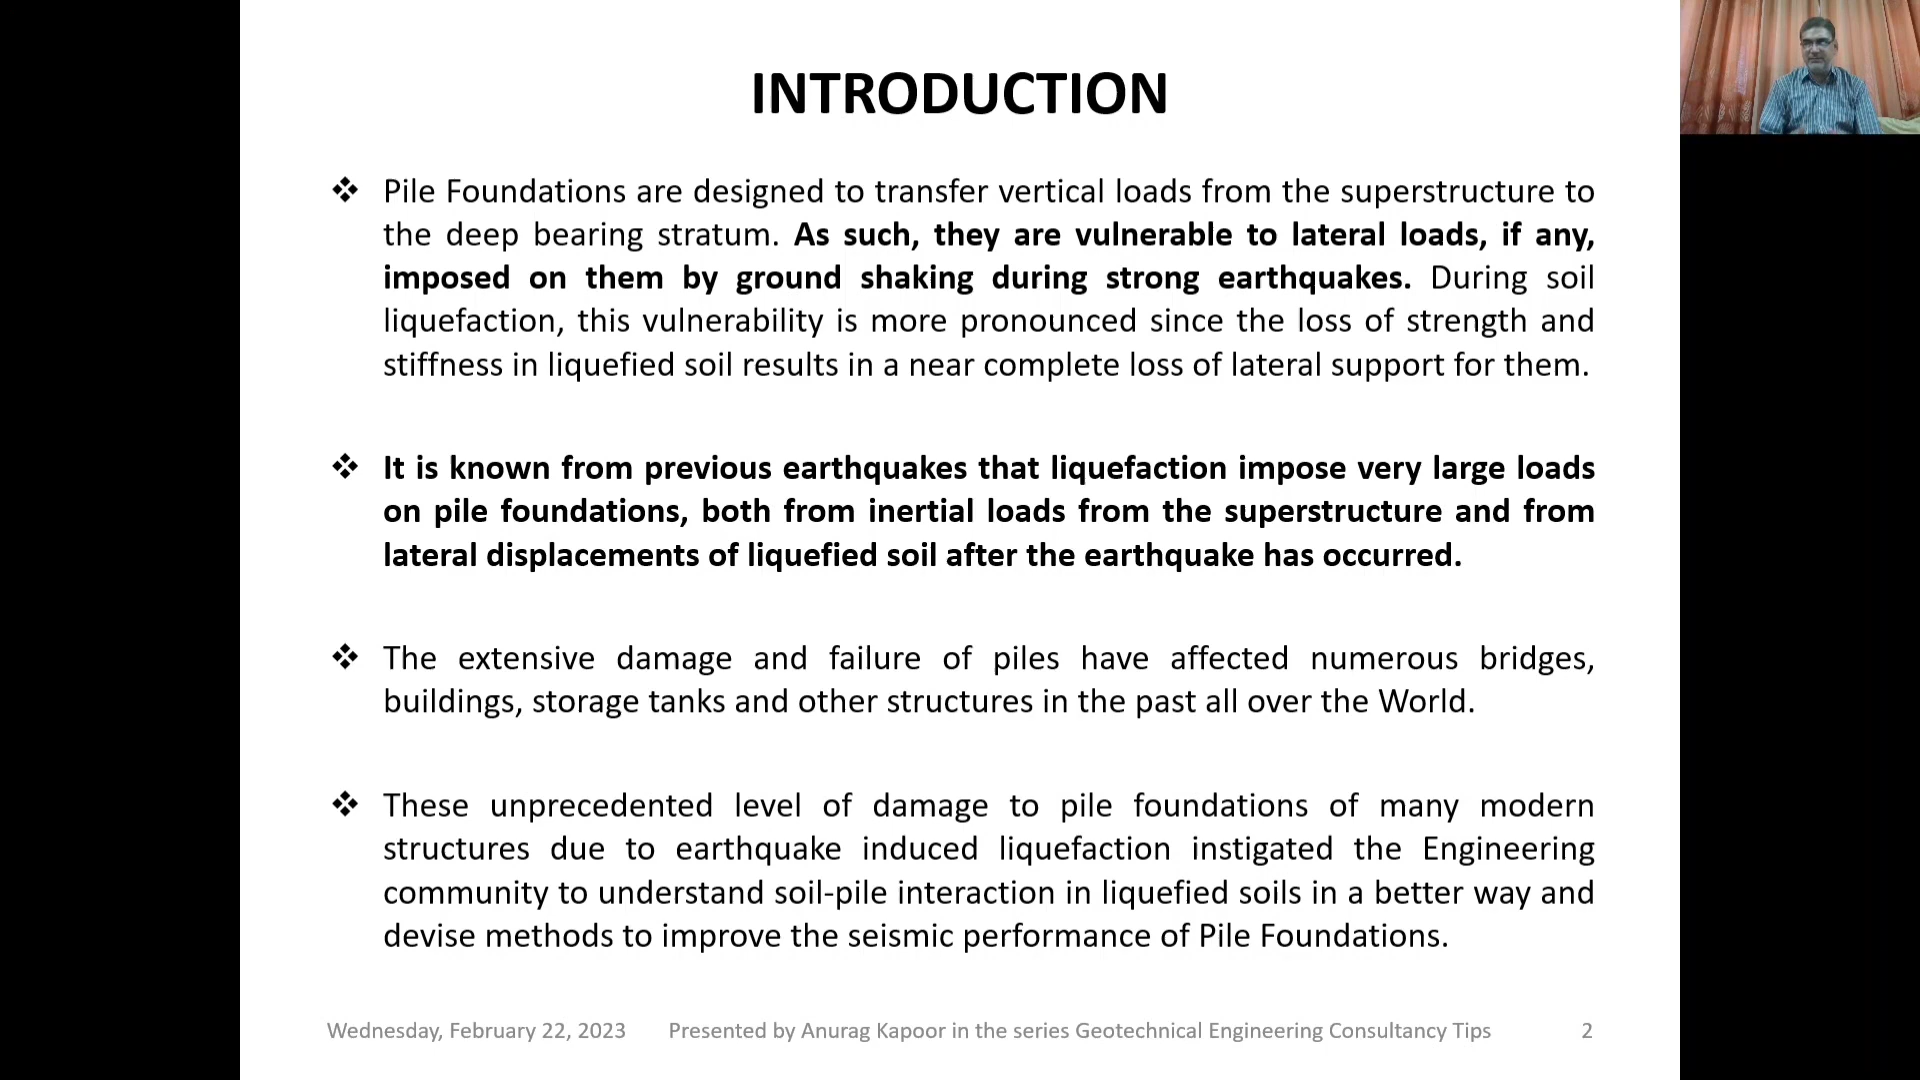 INTRODUCTION
❖ Pile Foundations are designed to transfer vertical loads from the superstructure to
the deep bearing stratum. As such, they are vulnerable to lateral loads, if any,
imposed on them by ground shaking during strong earthquakes. During soil
liquefaction, this vulnerability is more pronounced since the loss of strength and
stiffness in liquefied soil results in a near complete loss of lateral support for them.
❖ It is known from previous earthquakes that liquefaction impose very large loads
on pile foundations, both from inertial loads from the superstructure and from
lateral displacements of liquefied soil after the earthquake has occurred.
❖ The extensive damage and failure of piles have affected numerous bridges,
buildings, storage tanks and other structures in the past all over the World.
❖ These unprecedented level of damage to pile foundations of many modern
structures due to earthquake induced liquefaction instigated the Engineering
community to understand soil-pile interaction in liquefied soils in a better way and
devise methods to improve the seismic performance of Pile Foundations.
Wednesday, February 22, 2023 Presented by Anurag Kapoor in the series Geotechnical Engineering Consultancy Tips 2